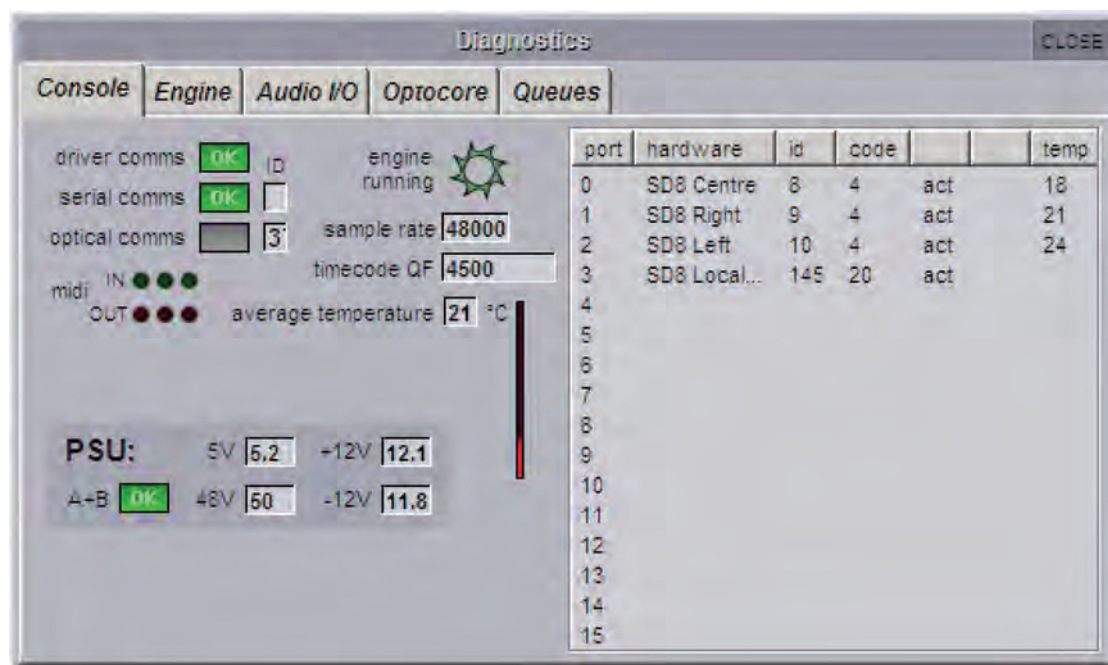 Diagnostics CLOSE
Console Engine Audio I/O Optocore Queues
driver comms OK ID
serial comms OK
optical comms 3
midi IN
OUT
engine
running
sample rate 48000
timecode QF 4500
average temperature 21 °C
PSU: 5V 5.2 +12V 12.1
A+B OK 48V 50 -12V 11.8
port hardware id code temp
0 SD8 Centre 8 4 act 18
1 SD8 Right 9 4 act 21
2 SD8 Left 10 4 act 24
3 SD8 Local... 145 20 act
4
5
6
7
8
9
10
11
12
13
14
15